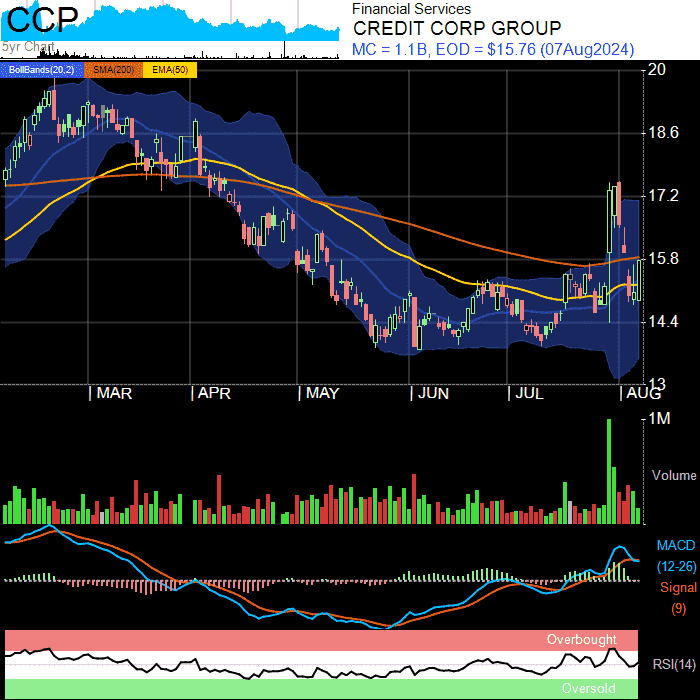 CCP
5yr Chart
Financial Services
CREDIT CORP GROUP
MC = 1.1B, EOD = $15.76 (07Aug2024)
BollBands(20,2) SMA(200) EMA(50)
20
18.6
17.2
15.8
14.4
13
| MAR | APR | MAY | JUN | JUL | AUG
1M
Volume
MACD
(12-26)
Signal
(9)
Overbought
RSI(14)
Oversold